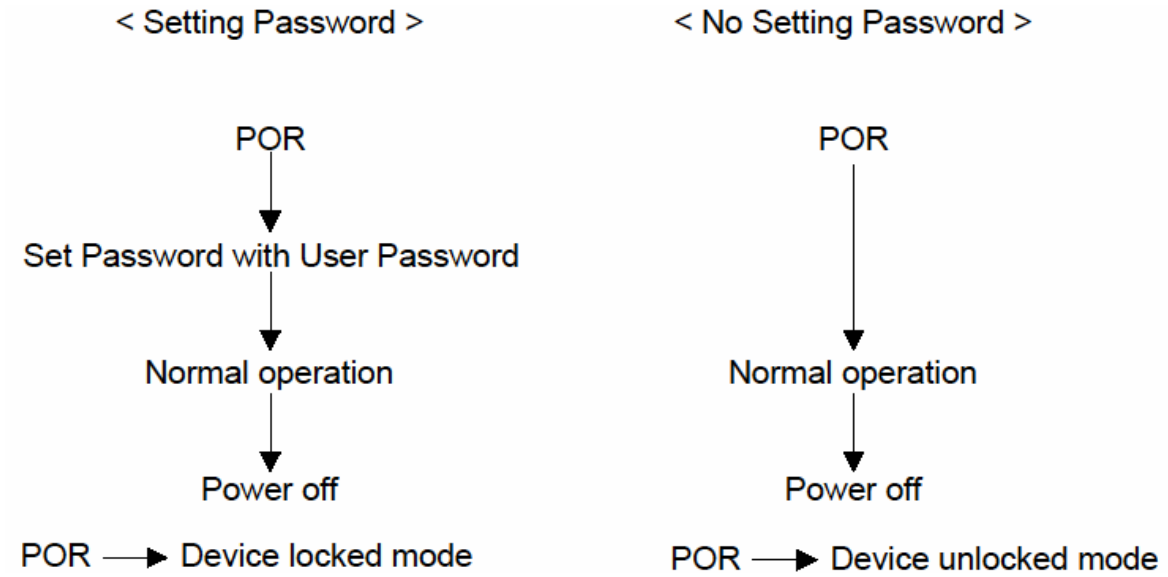 < Setting Password >
POR
Set Password with User Password
Normal operation
Power off
POR Device locked mode
< No Setting Password >
POR
Normal operation
Power off
POR Device unlocked mode